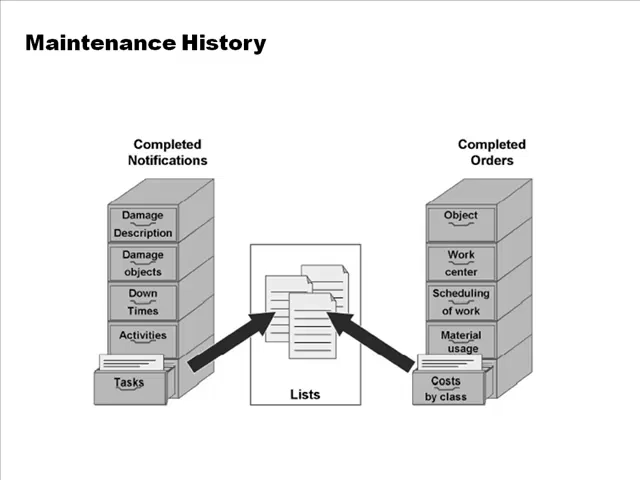 Maintenance History
Completed
Notifications
Damage
Description
Damage
objects
Down
Times
Activities
Tasks
Lists
Completed
Orders
Object
Work
center
Scheduling
of work
Material
usage
Costs
by class